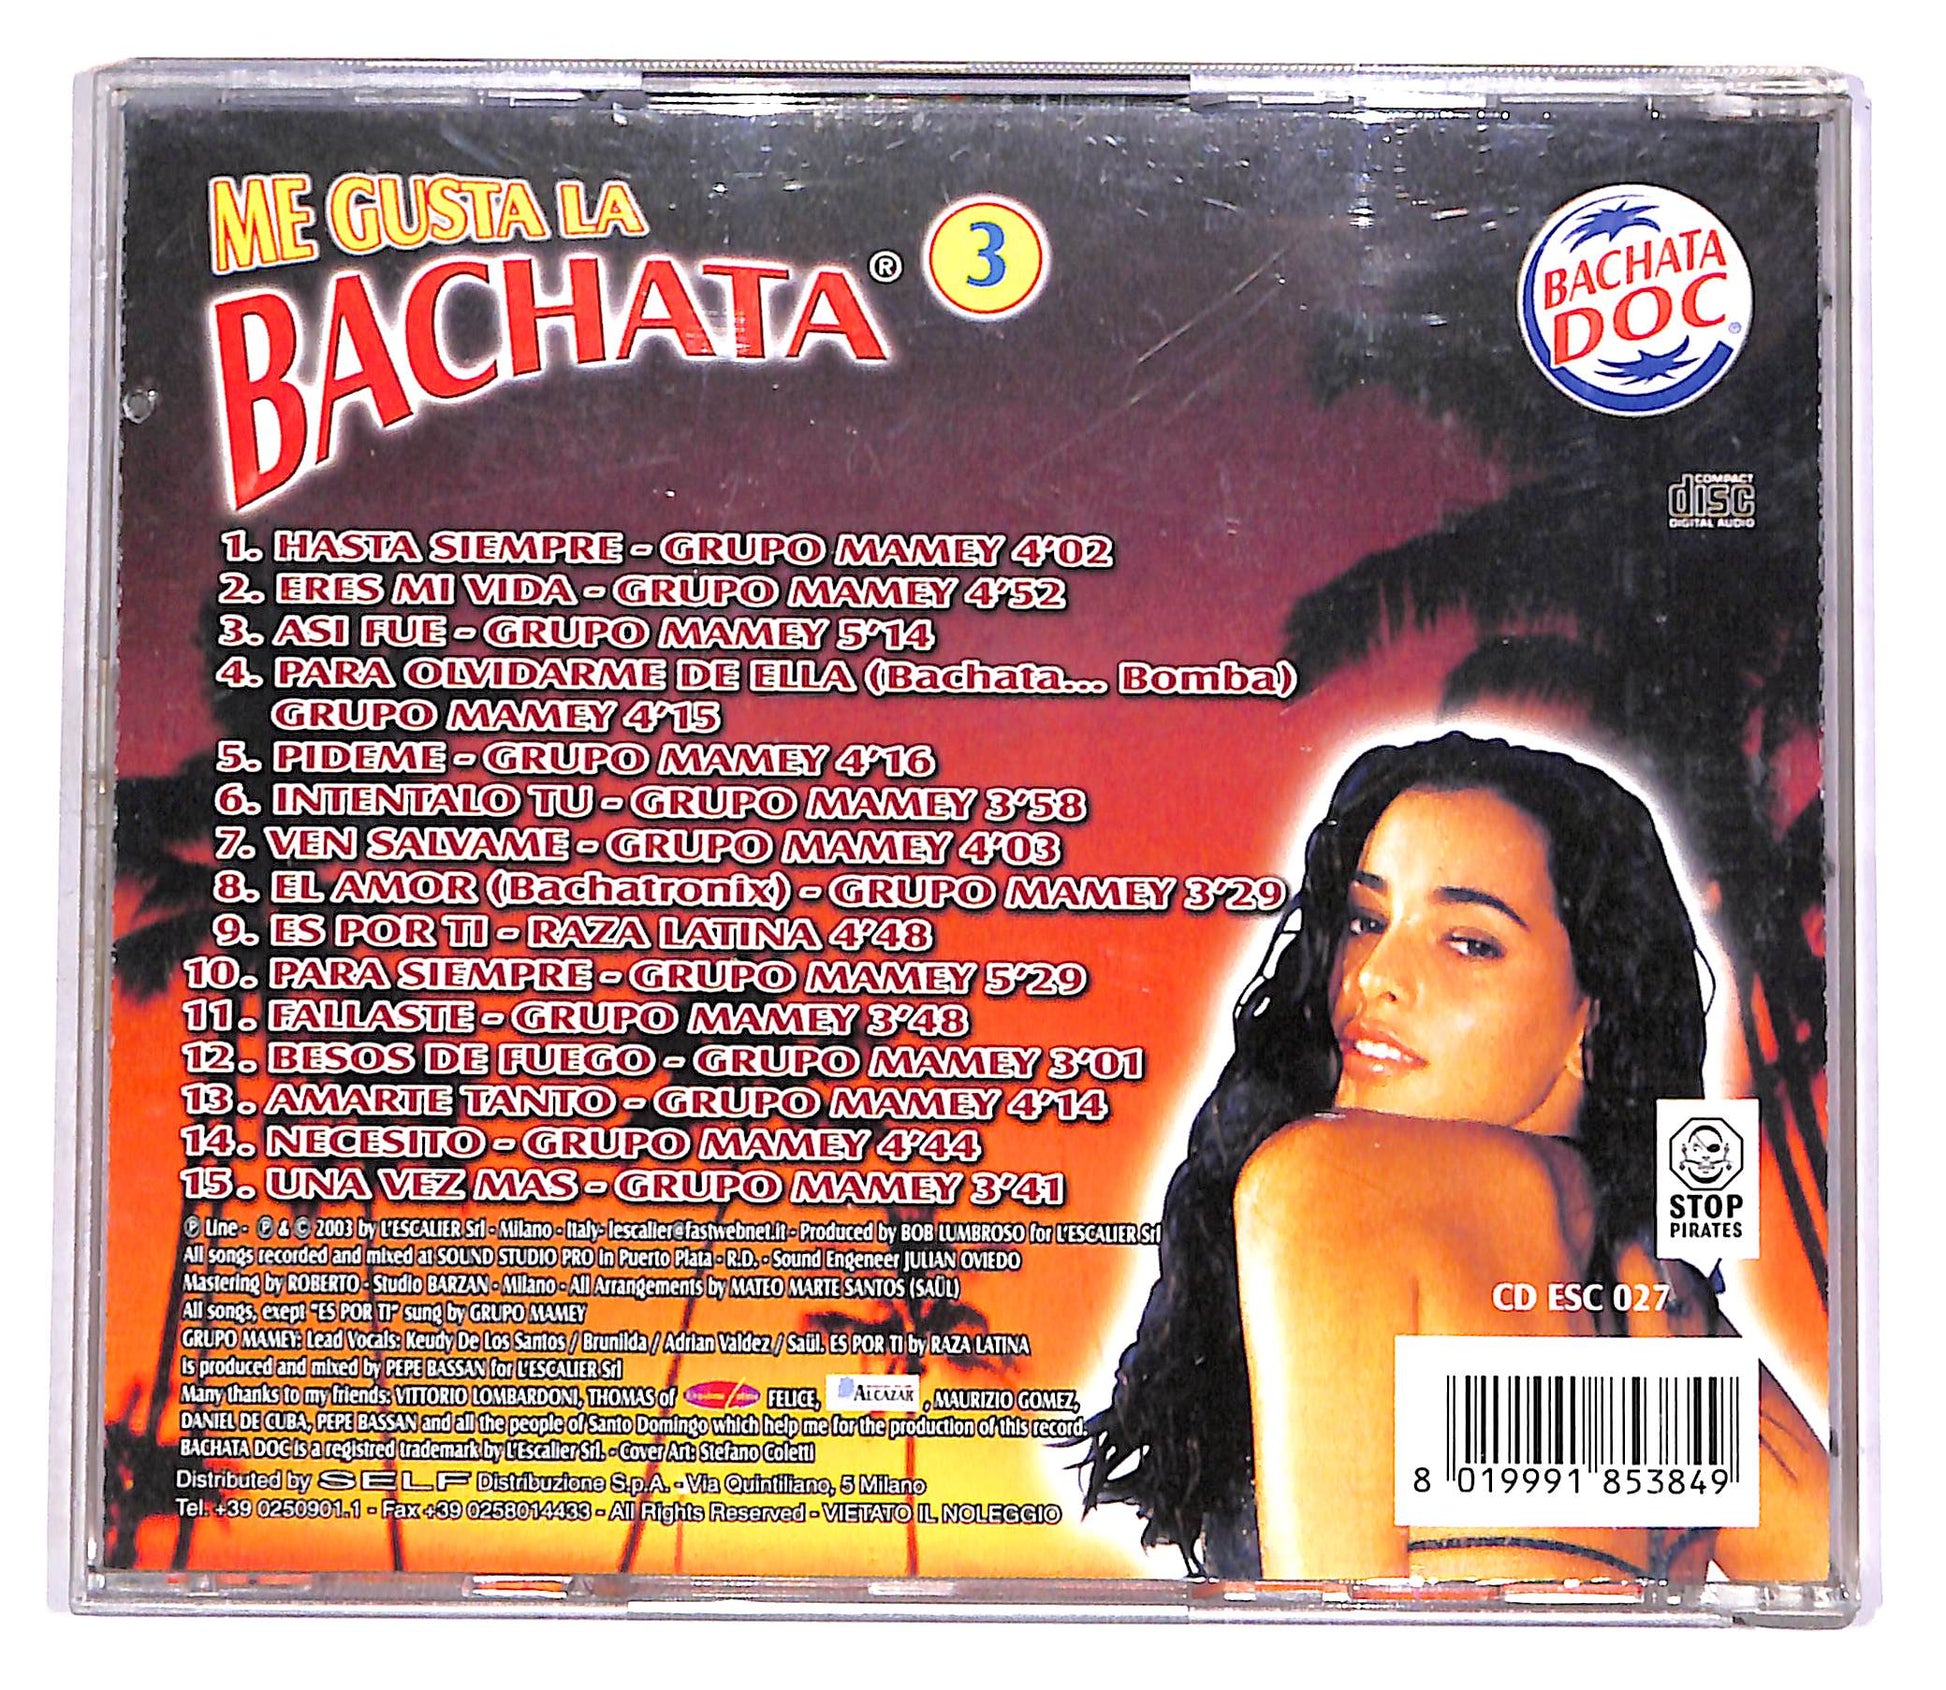 ME GUSTA LA
BACHATA ® 3
BACHATA
DOC ®
COMPACT
disc
DIGITAL AUDIO
1. HASTA SIEMPRE - GRUPO MAMEY 4'02
2. ERES MI VIDA - GRUPO MAMEY 4'52
3. ASI FUE - GRUPO MAMEY 5'14
4. PARA OLVIDARME DE ELLA (Bachata... Bomba)
GRUPO MAMEY 4'15
5. PIDEME - GRUPO MAMEY 4'16
6. INTENTALO TU - GRUPO MAMEY 3'58
7. VEN SALVAME - GRUPO MAMEY 4'03
8. EL AMOR (Bachatronix) - GRUPO MAMEY 3'29
9. ES POR TI - RAZA LATINA 4'48
10. PARA SIEMPRE - GRUPO MAMEY 5'29
11. FALLASTE - GRUPO MAMEY 3'48
12. BESOS DE FUEGO - GRUPO MAMEY 3'01
13. AMARTE TANTO - GRUPO MAMEY 4'14
14. NECESITO - GRUPO MAMEY 4'44
15. UNA VEZ MAS - GRUPO MAMEY 3'41
℗ Line - ℗ & © 2003 by L'ESCALIER Srl - Milano - Italy- lescalier@fastwebnet.it - Produced by BOB LUMBROSO for L'ESCALIER Srl
All songs recorded and mixed at SOUND STUDIO PRO in Puerto Plata - R.D. - Sound Engeneer JULIAN OVIEDO
Mastering by ROBERTO - Studio BARZAN - Milano - All Arrangements by MATEO MARTE SANTOS (SAÜL)
All songs, exept "ES POR TI" sung by GRUPO MAMEY
GRUPO MAMEY: Lead Vocals: Keudy De Los Santos / Brunilda / Adrian Valdez / Saül. ES POR TI by RAZA LATINA
is produced and mixed by PEPE BASSAN for L'ESCALIER Srl
Many thanks to my friends: VITTORIO LOMBARDONI, THOMAS of FELICE, ALCAZAR , MAURIZIO GOMEZ,
DANIEL DE CUBA, PEPE BASSAN and all the people of Santo Domingo which help me for the production of this record.
BACHATA DOC is a registred trademark by L'Escalier Srl. - Cover Art: Stefano Coletti
Distributed by SELF Distribuzione S.p.A. - Via Quintiliano, 5 Milano
Tel. +39 0250901.1 - Fax +39 0258014433 - All Rights Reserved - VIETATO IL NOLEGGIO
STOP
PIRATES
CD ESC 027
8 019991 853849